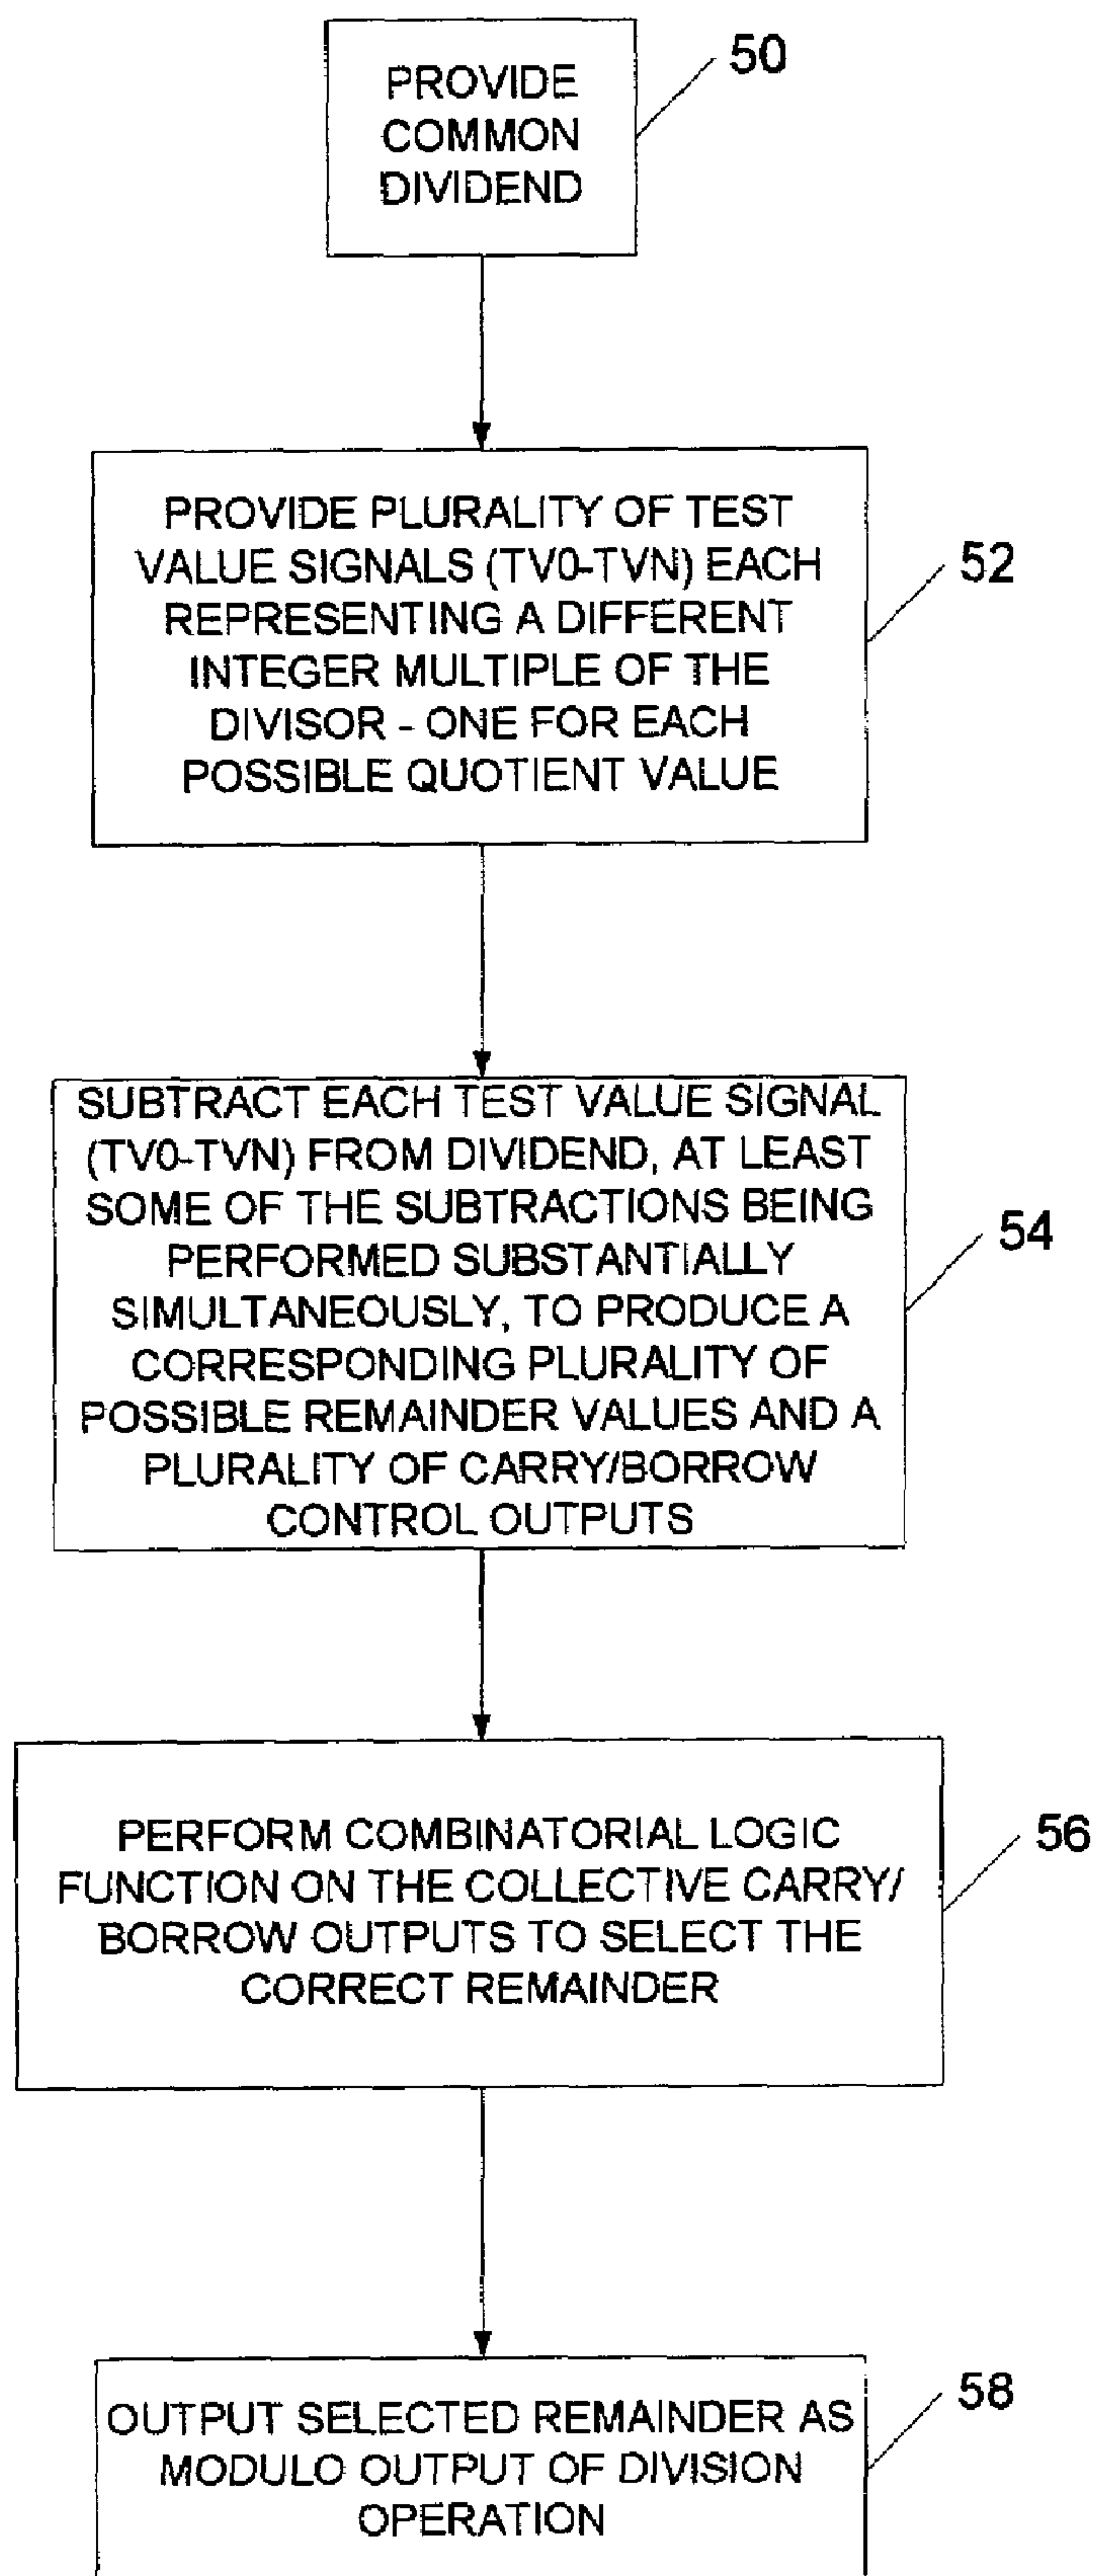 PROVIDE
COMMON
DIVIDEND
50
PROVIDE PLURALITY OF TEST
VALUE SIGNALS (TV0-TVN) EACH
REPRESENTING A DIFFERENT
INTEGER MULTIPLE OF THE
DIVISOR - ONE FOR EACH
POSSIBLE QUOTIENT VALUE
52
SUBTRACT EACH TEST VALUE SIGNAL
(TV0-TVN) FROM DIVIDEND, AT LEAST
SOME OF THE SUBTRACTIONS BEING
PERFORMED SUBSTANTIALLY
SIMULTANEOUSLY, TO PRODUCE A
CORRESPONDING PLURALITY OF
POSSIBLE REMAINDER VALUES AND A
PLURALITY OF CARRY/BORROW
CONTROL OUTPUTS
54
PERFORM COMBINATORIAL LOGIC
FUNCTION ON THE COLLECTIVE CARRY/
BORROW OUTPUTS TO SELECT THE
CORRECT REMAINDER
56
OUTPUT SELECTED REMAINDER AS
MODULO OUTPUT OF DIVISION
OPERATION
58